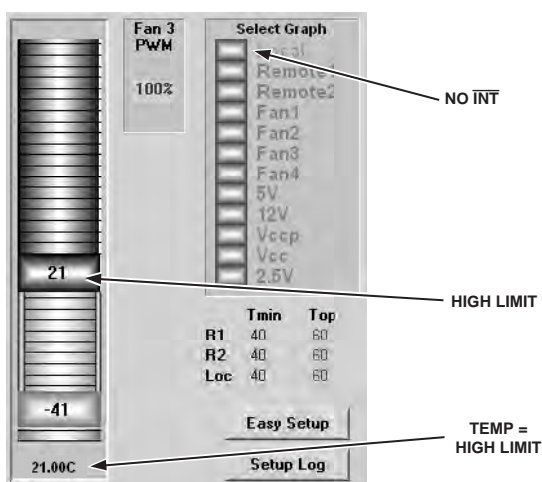 Fan 3
PWM
100%
Select Graph
Remote1
Remote2
Fan1
Fan2
Fan3
Fan4
5V
12V
Vccp
Vcc
2.5V
NO INT
21
HIGH LIMIT
Tmin Top
R1 40 60
R2 40 60
Loc 40 60
-41
Easy Setup
TEMP =
HIGH LIMIT
21.00C
Setup Log